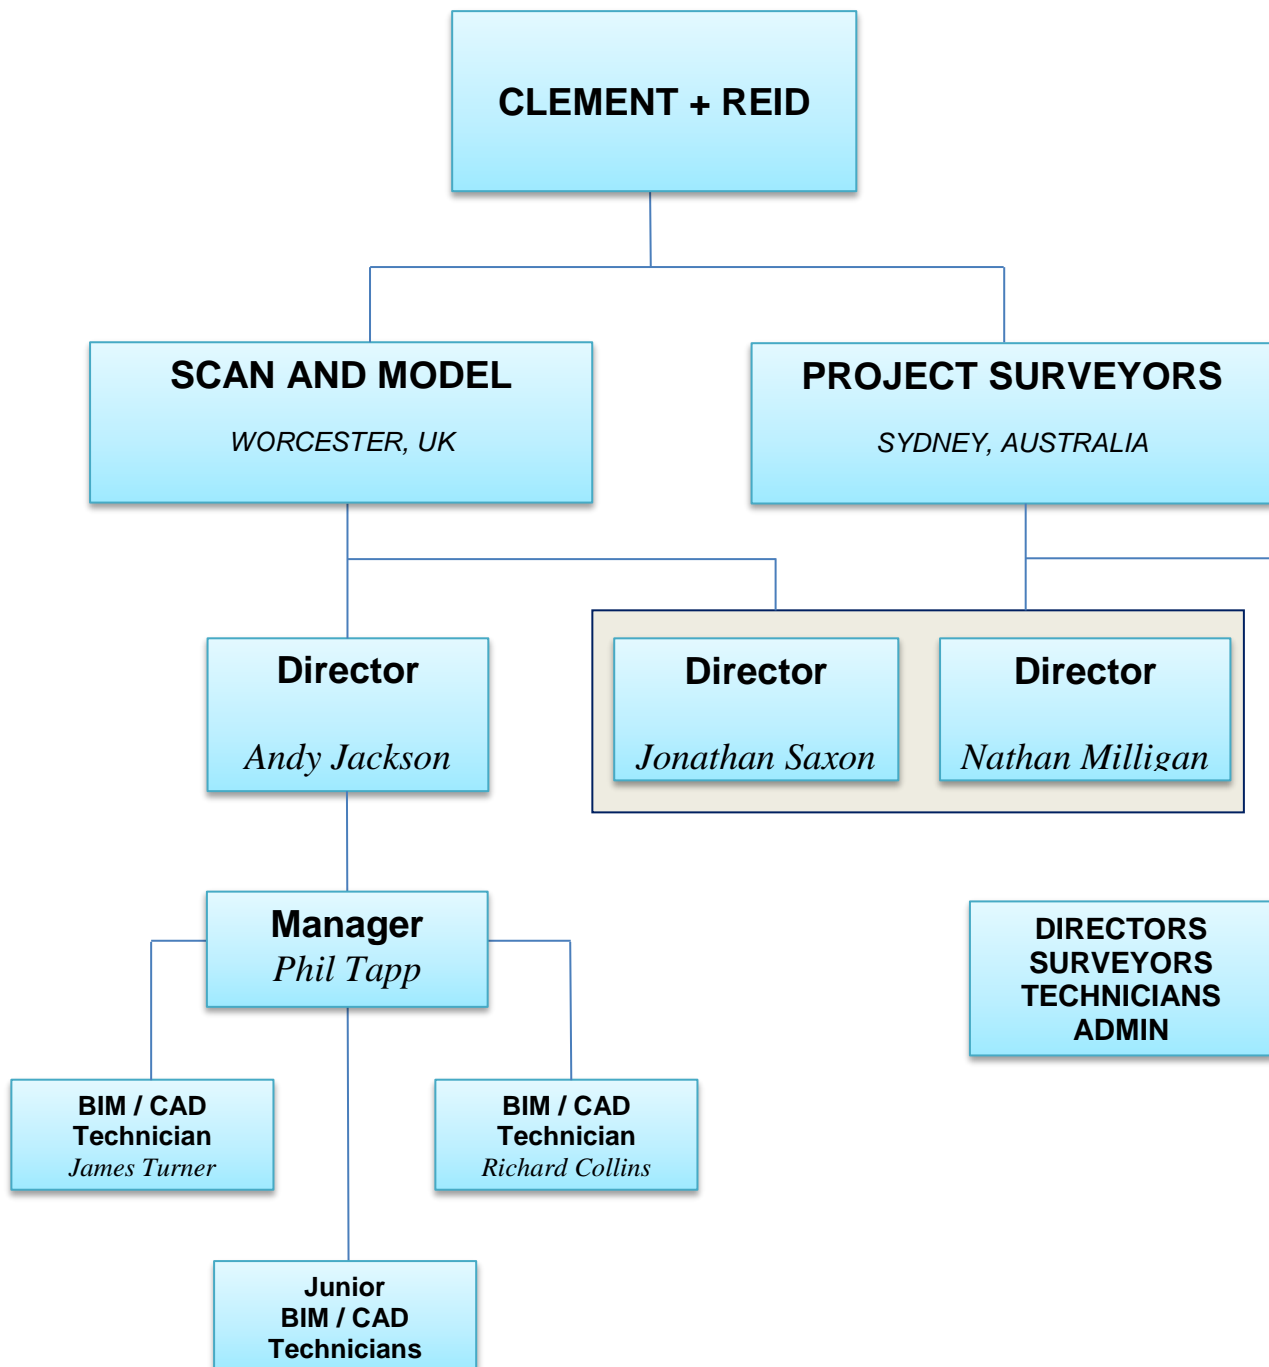 CLEMENT + REID
SCAN AND MODEL
WORCESTER, UK
PROJECT SURVEYORS
SYDNEY, AUSTRALIA
Director
Andy Jackson
Director
Jonathan Saxon
Director
Nathan Milligan
Manager
Phil Tapp
DIRECTORS
SURVEYORS
TECHNICIANS
ADMIN
BIM / CAD
Technician
James Turner
BIM / CAD
Technician
Richard Collins
Junior
BIM / CAD
Technicians